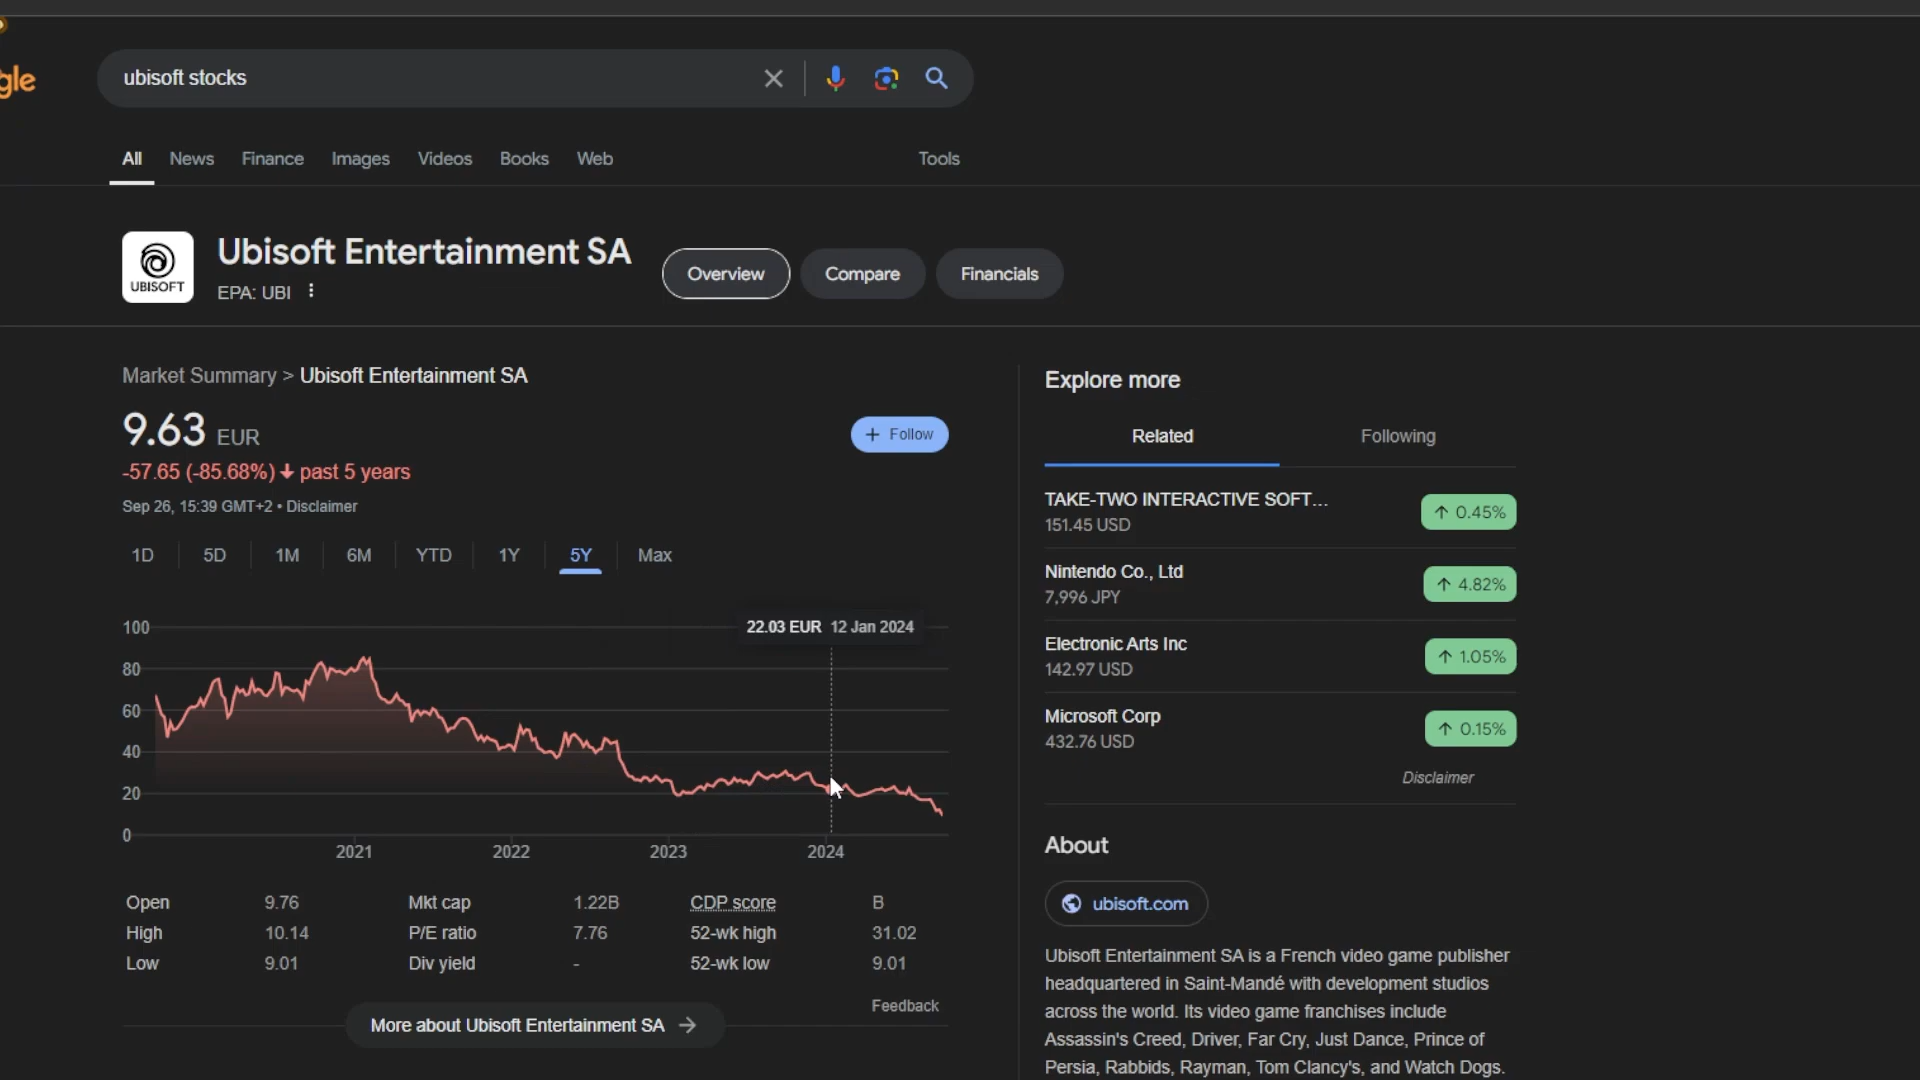 gle
ubisoft stocks
All News Finance Images Videos Books Web Tools
UBISOFT
Ubisoft Entertainment SA
EPA: UBI
Overview Compare Financials
Market Summary > Ubisoft Entertainment SA
9.63 EUR
+ Follow
-57.65 (-85.68%) ↓ past 5 years
Sep 26, 15:39 GMT+2 • Disclaimer
1D 5D 1M 6M YTD 1Y 5Y Max
22.03 EUR 12 Jan 2024
100
80
60
40
20
0
2021 2022 2023 2024
Open 9.76 Mkt cap 1.22B CDP score B
High 10.14 P/E ratio 7.76 52-wk high 31.02
Low 9.01 Div yield - 52-wk low 9.01
Feedback
More about Ubisoft Entertainment SA →
Explore more
Related Following
TAKE-TWO INTERACTIVE SOFT...
151.45 USD
↑ 0.45%
Nintendo Co., Ltd
7,996 JPY
↑ 4.82%
Electronic Arts Inc
142.97 USD
↑ 1.05%
Microsoft Corp
432.76 USD
↑ 0.15%
Disclaimer
About
ubisoft.com
Ubisoft Entertainment SA is a French video game publisher
headquartered in Saint-Mandé with development studios
across the world. Its video game franchises include
Assassin's Creed, Driver, Far Cry, Just Dance, Prince of
Persia, Rabbids, Rayman, Tom Clancy's, and Watch Dogs.